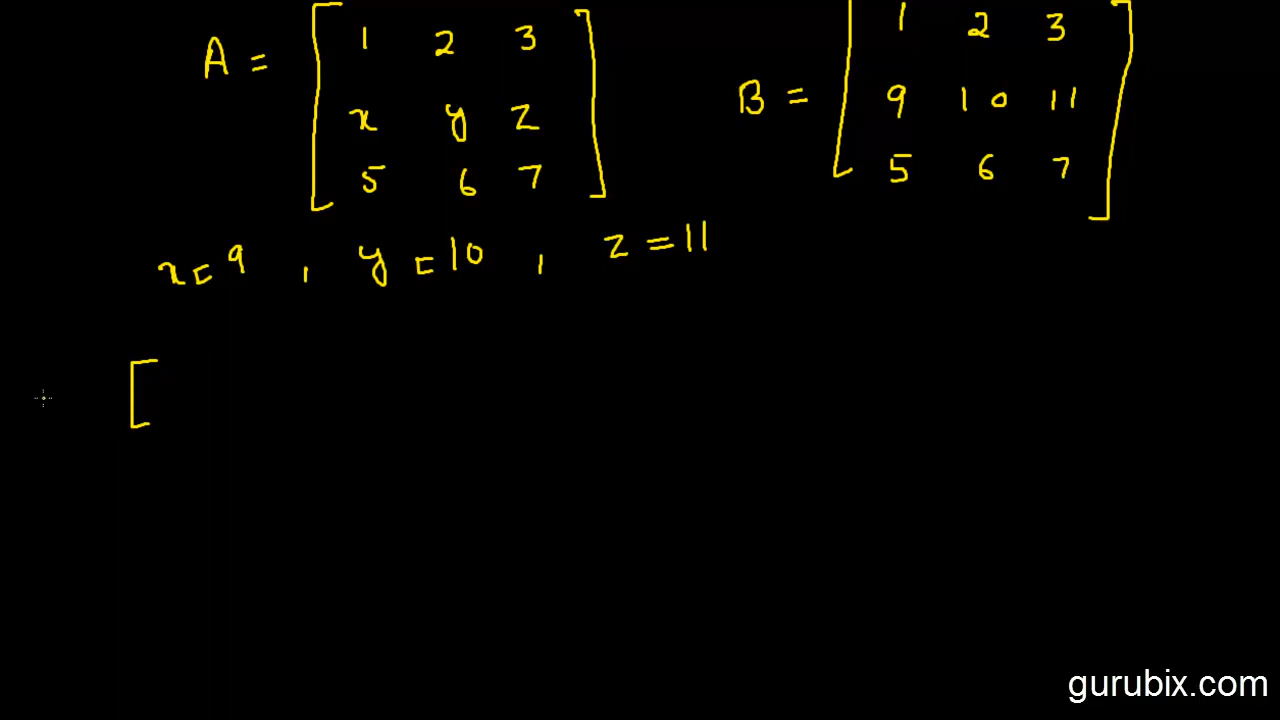 A = [ 1 2 3
x y z
5 6 7 ]
B = [ 1 2 3
9 10 11
5 6 7 ]
x = 9 , y = 10 , z = 11
[
gurubix.com